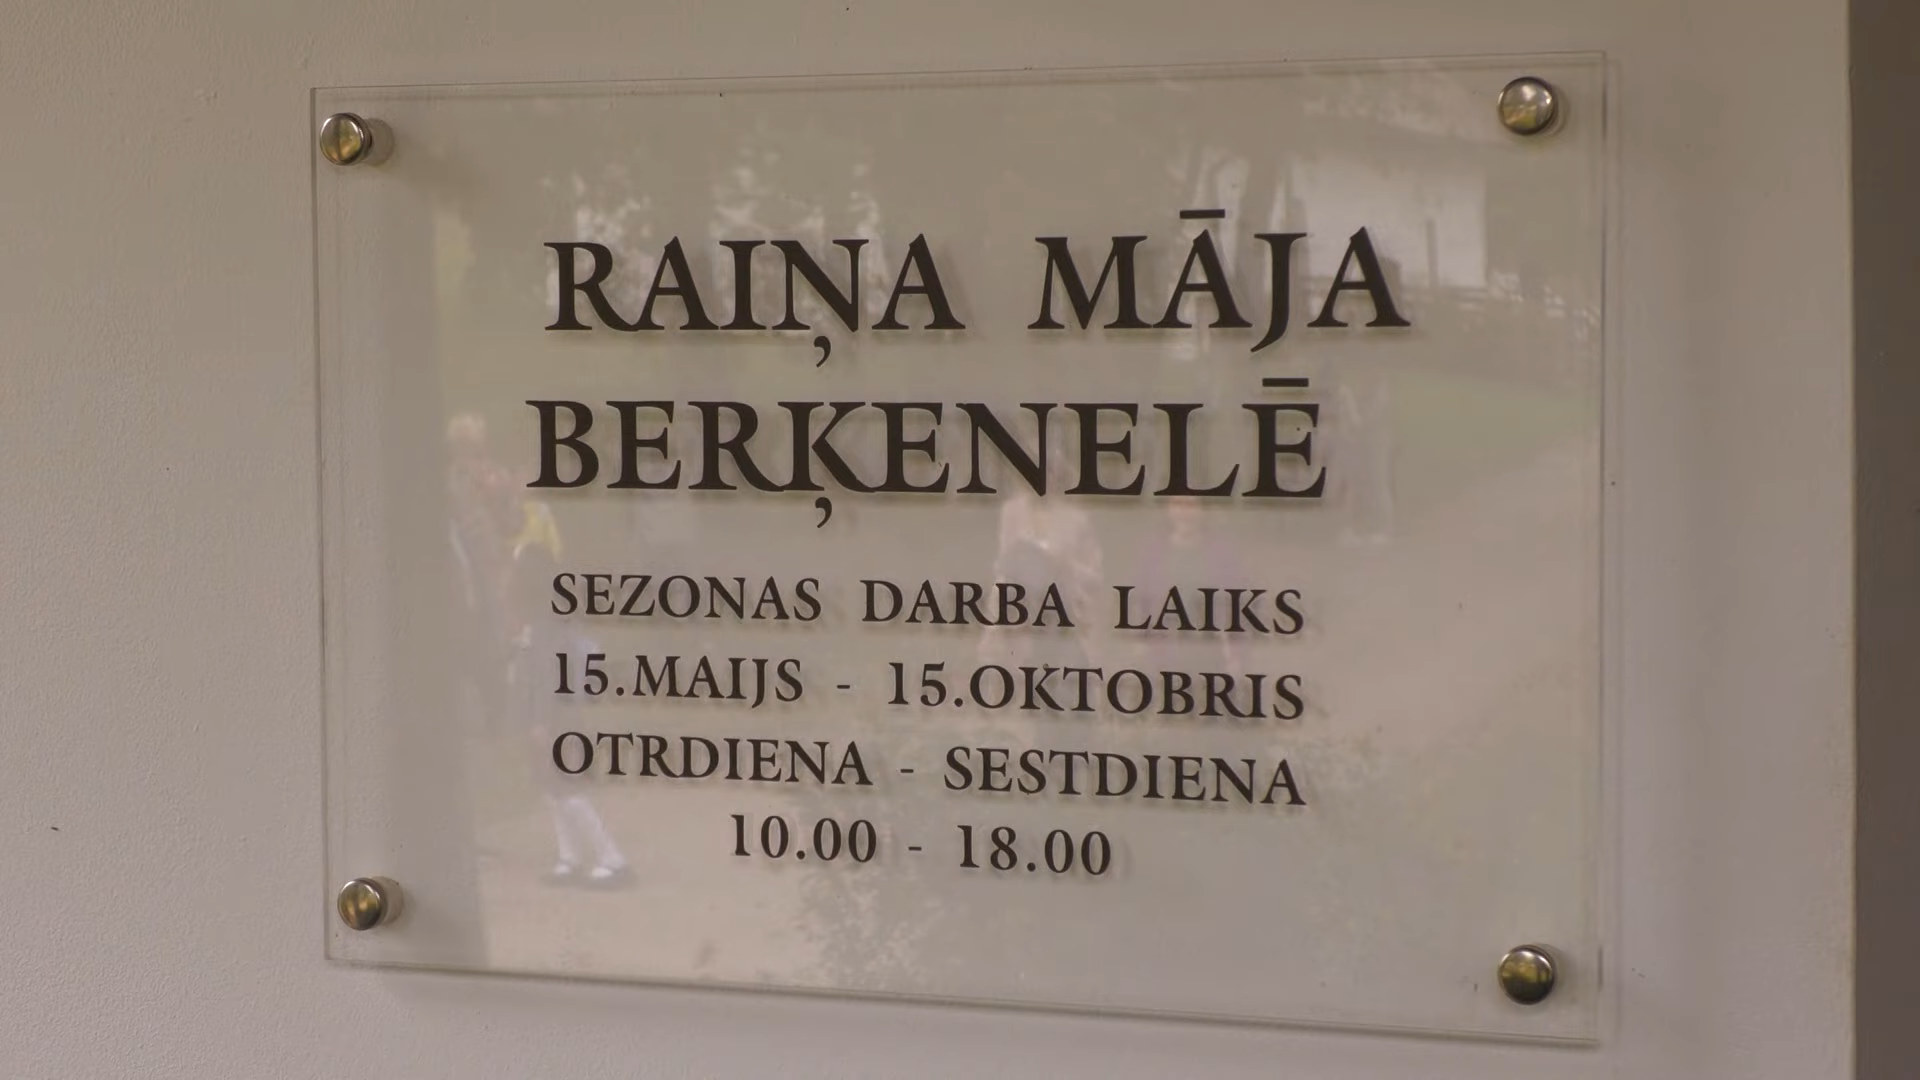 RAIŅA MĀJA
BERĶENELĒ
SEZONAS DARBA LAIKS
15.MAIJS - 15.OKTOBRIS
OTRDIENA - SESTDIENA
10.00 - 18.00